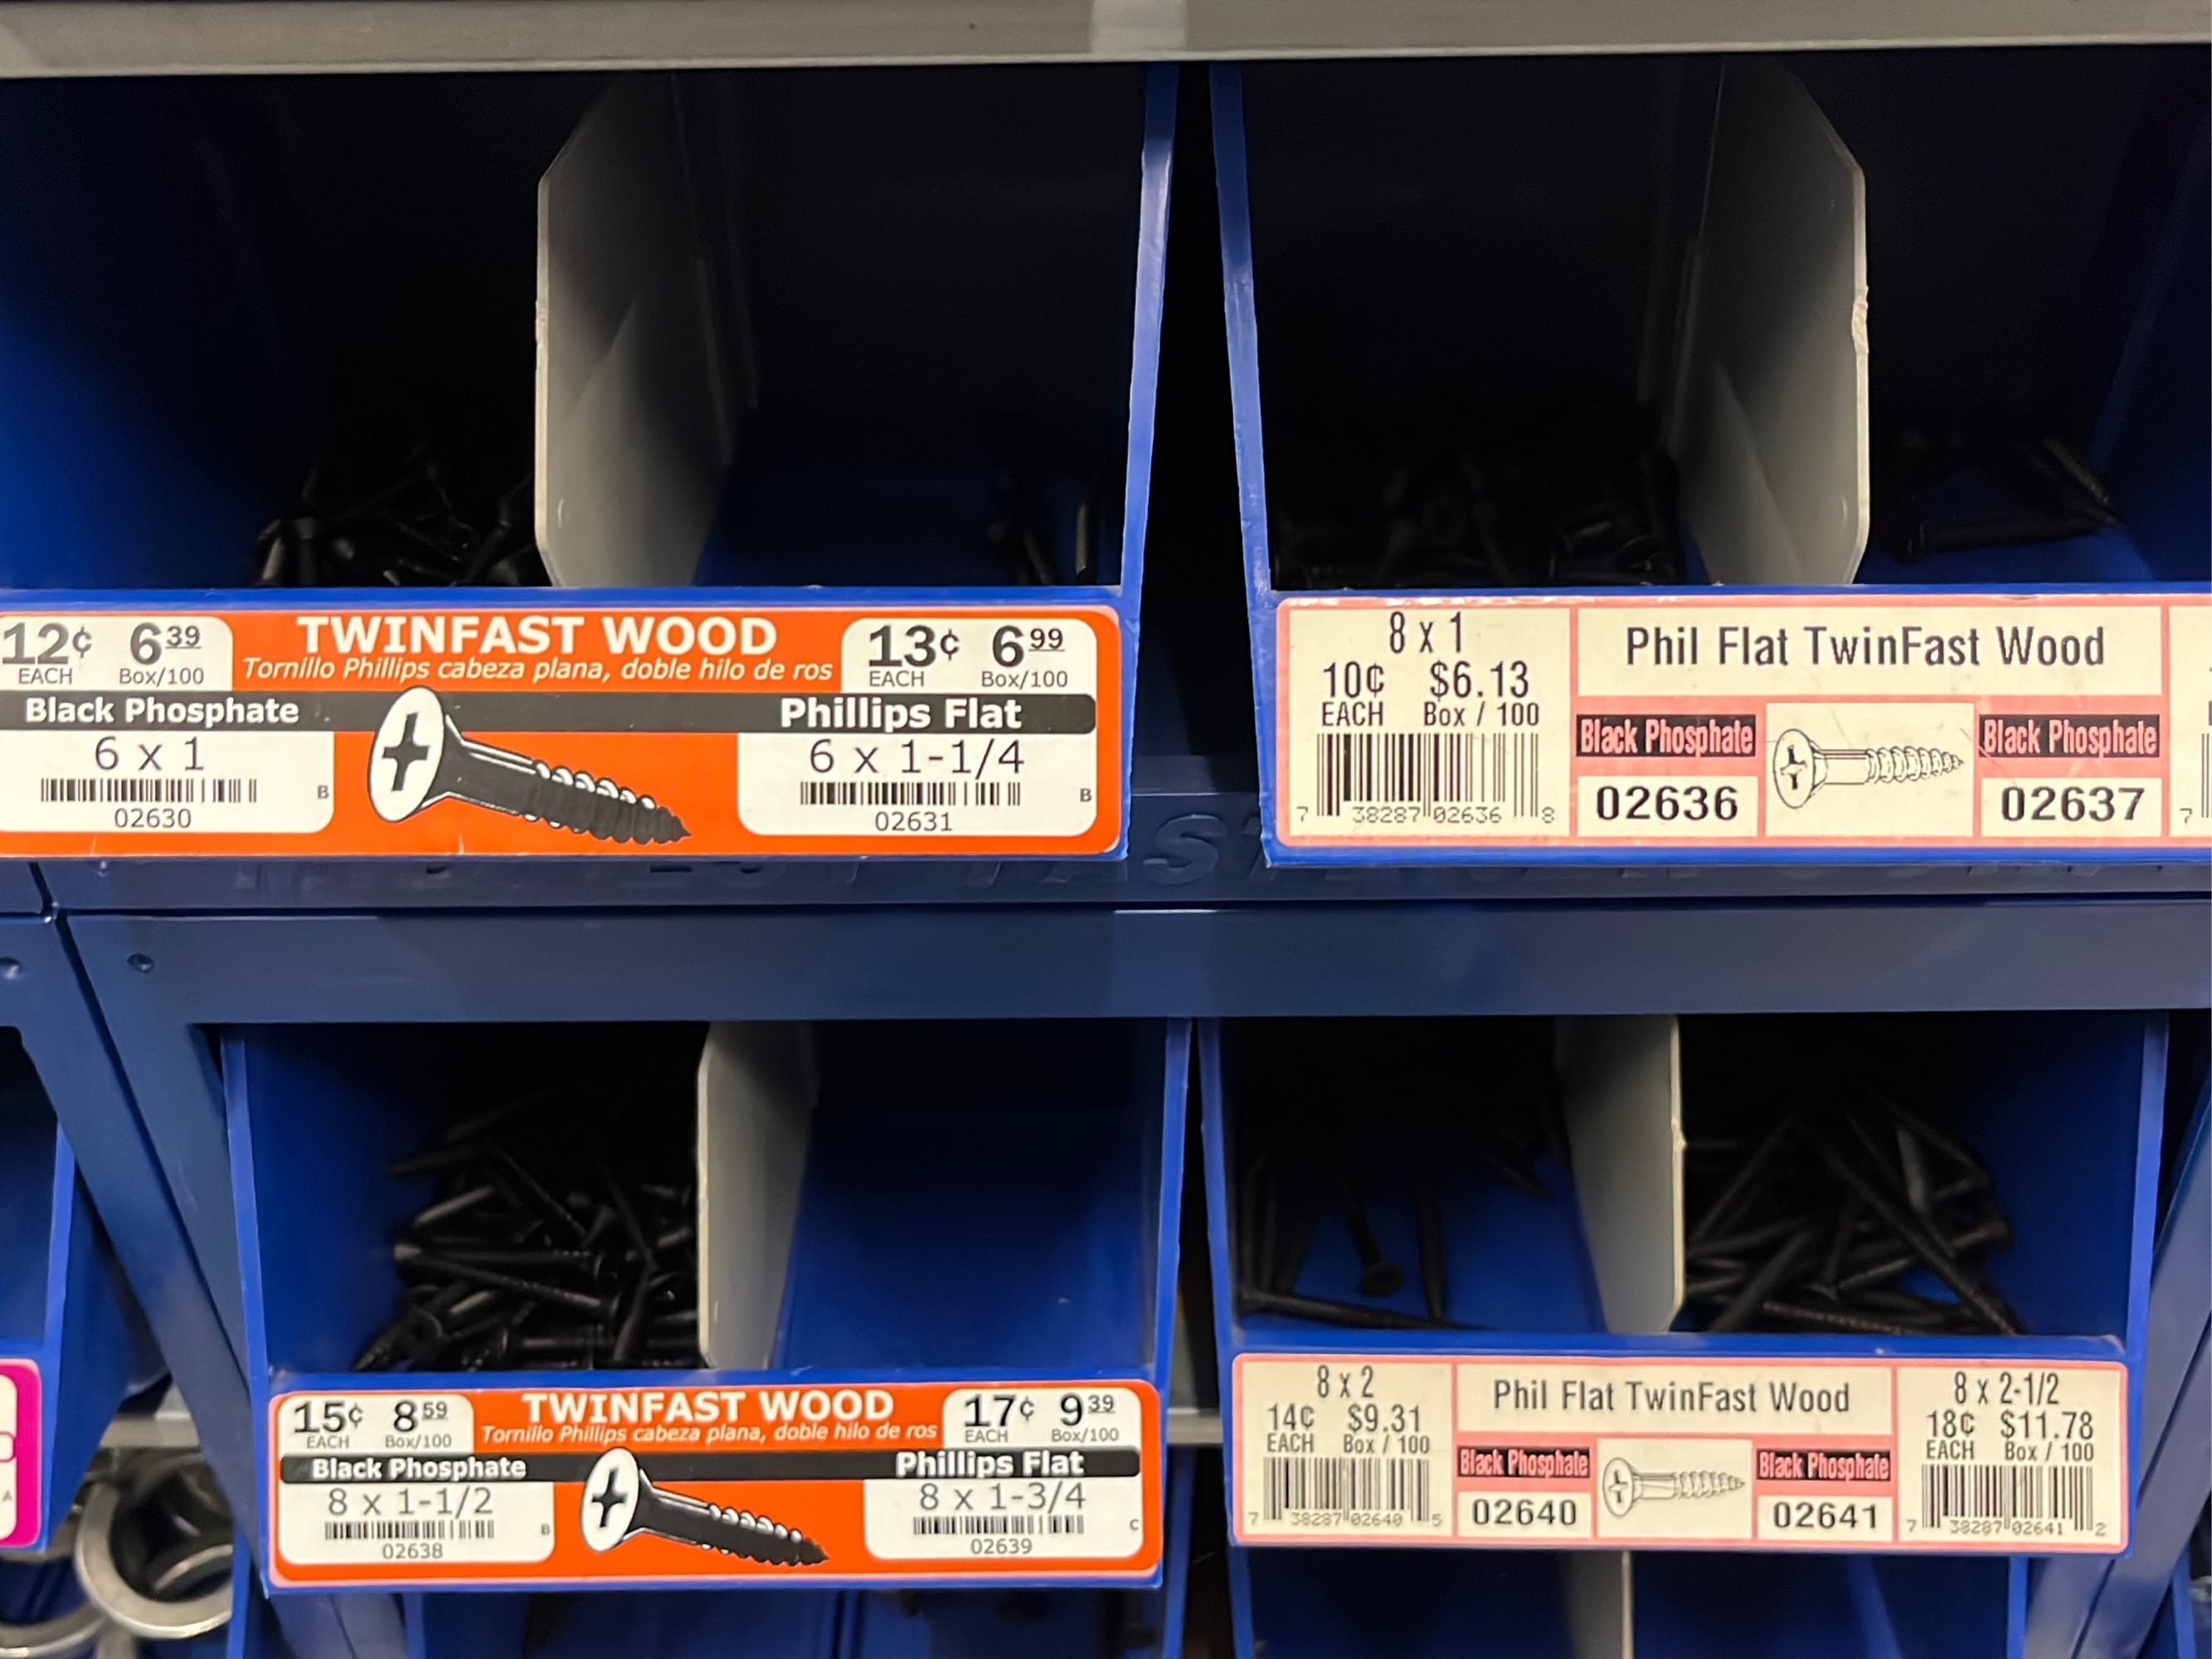 12¢ 6 39
EACH Box/100
TWINFAST WOOD
Tornillo Phillips cabeza plana, doble hilo de ros
13¢ 6 99
EACH Box/100
Black Phosphate
Phillips Flat
6 x 1
B
02630
6 x 1-1/4
B
02631
8 x 1
10¢ $6.13
EACH Box / 100
7 38287 02636 8
Phil Flat TwinFast Wood
Black Phosphate
02636
Black Phosphate
02637
7
15¢ 8 59
EACH Box/100
TWINFAST WOOD
Tornillo Phillips cabeza plana, doble hilo de ros
17¢ 9 39
EACH Box/100
Black Phosphate
Phillips Flat
8 x 1-1/2
B
02638
8 x 1-3/4
C
02639
8 x 2
14¢ $9.31
EACH Box / 100
7 38287 02640 5
Phil Flat TwinFast Wood
Black Phosphate
02640
Black Phosphate
02641
8 x 2-1/2
18¢ $11.78
EACH Box / 100
7 38287 02641 2
A